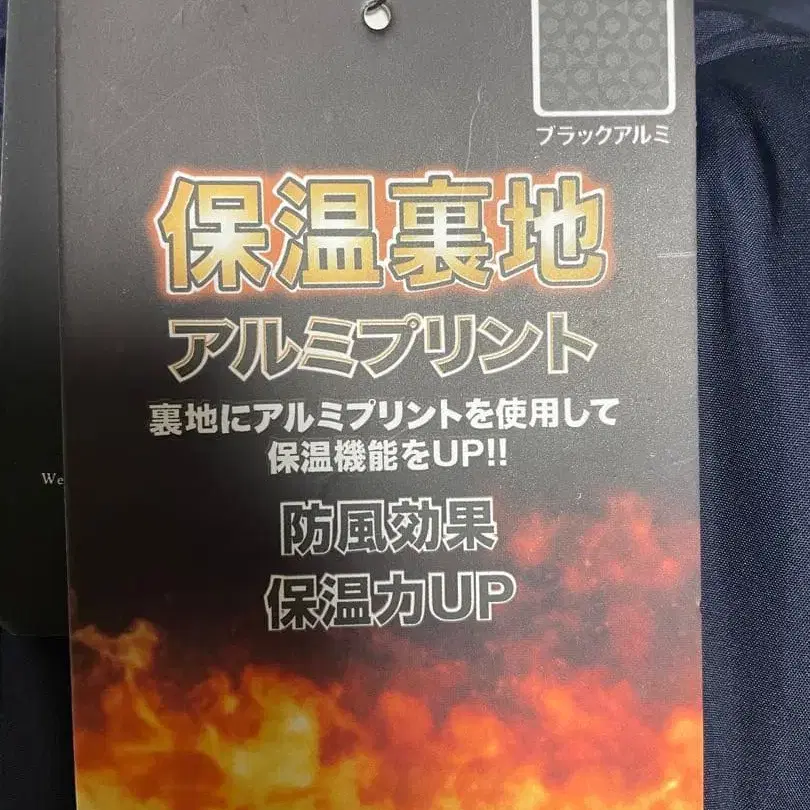 ブラックアルミ
保温裏地
アルミプリント
裏地にアルミプリントを使用して
保温機能をUP!!
防風効果
保温力UP
We